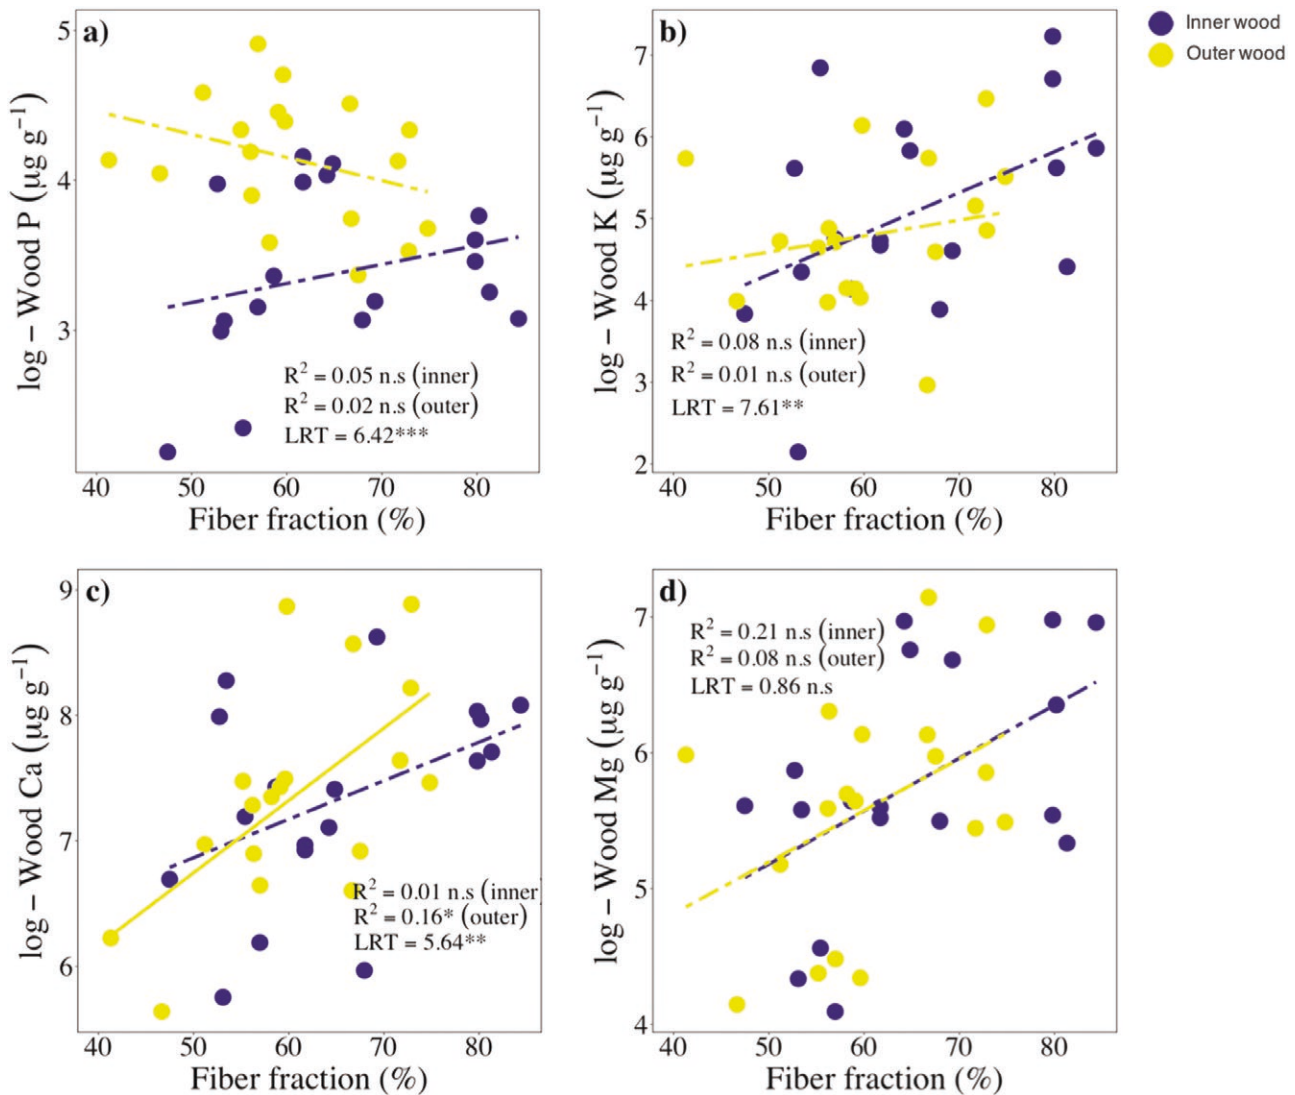 Inner wood
Outer wood
a)
log – Wood P (µg g⁻¹)
5
4
3
R² = 0.05 n.s (inner)
R² = 0.02 n.s (outer)
LRT = 6.42***
40 50 60 70 80
Fiber fraction (%)
b)
log – Wood K (µg g⁻¹)
7
6
5
4
3
2
R² = 0.08 n.s (inner)
R² = 0.01 n.s (outer)
LRT = 7.61**
40 50 60 70 80
Fiber fraction (%)
c)
log – Wood Ca (µg g⁻¹)
9
8
7
6
R² = 0.01 n.s (inner
R² = 0.16* (outer)
LRT = 5.64**
40 50 60 70 80
Fiber fraction (%)
d)
log – Wood Mg (µg g⁻¹)
7
6
5
4
R² = 0.21 n.s (inner)
R² = 0.08 n.s (outer)
LRT = 0.86 n.s
40 50 60 70 80
Fiber fraction (%)